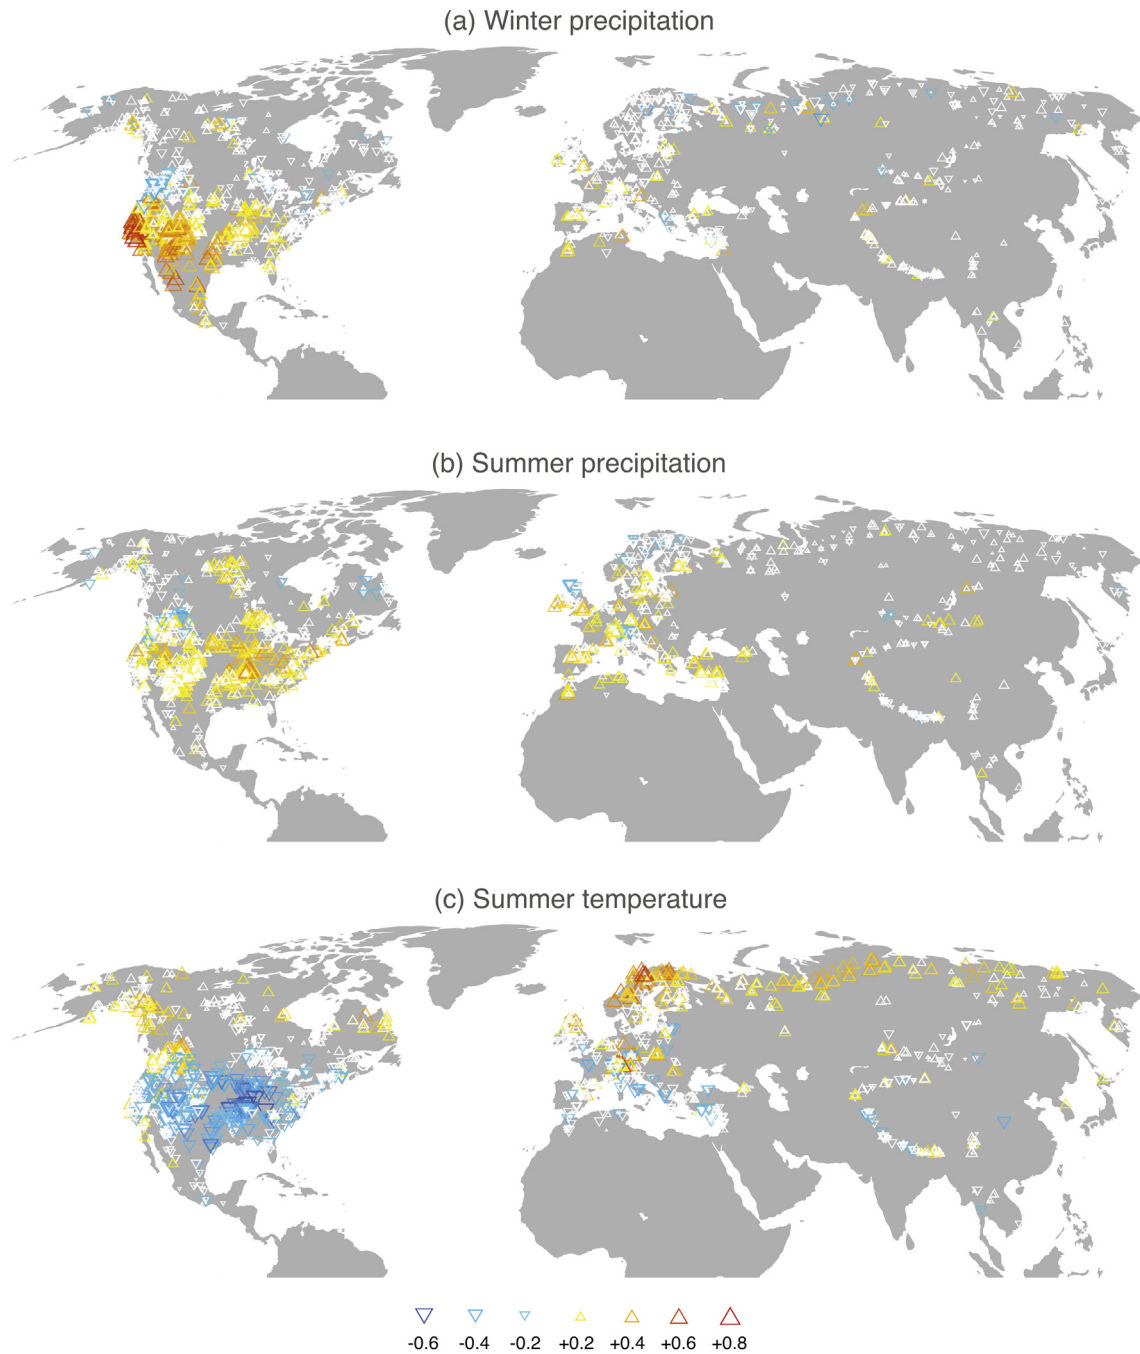 (a) Winter precipitation
(b) Summer precipitation
(c) Summer temperature
-0.6 -0.4 -0.2 +0.2 +0.4 +0.6 +0.8